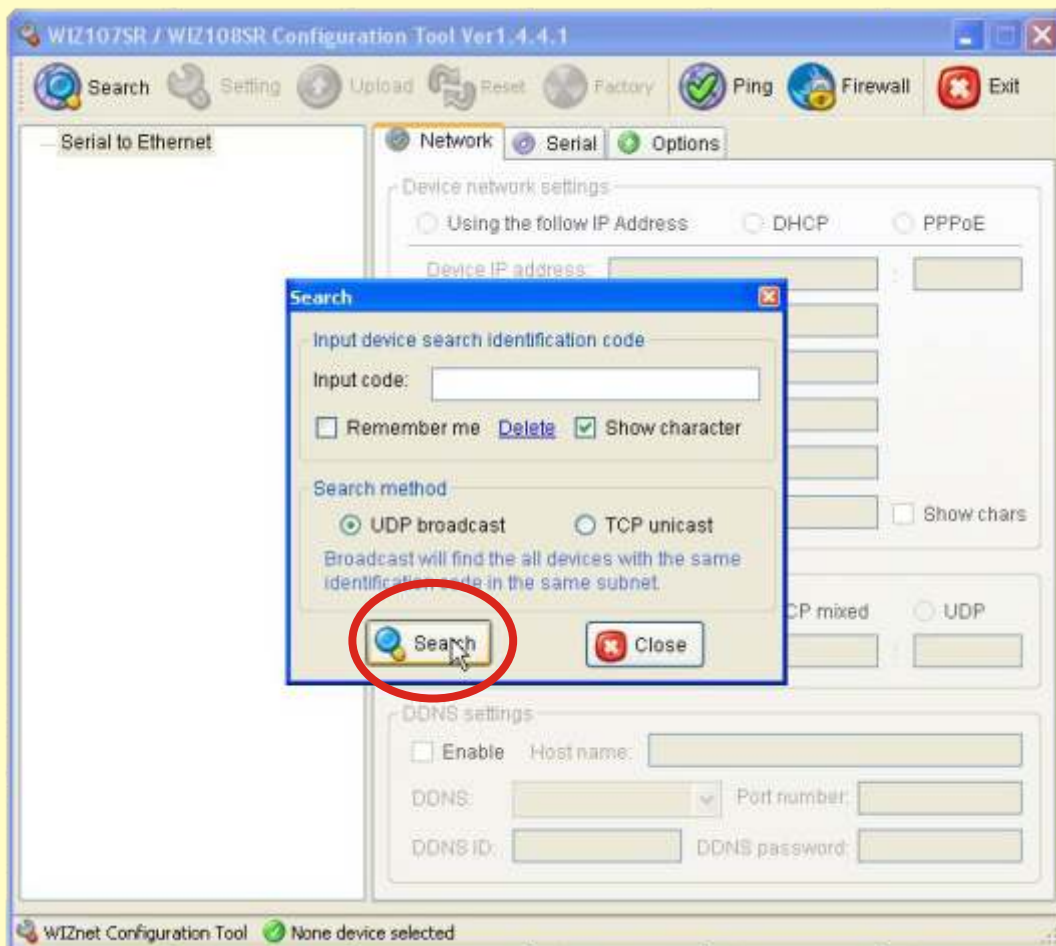 WIZ107SR / WIZ108SR Configuration Tool Ver1.4.4.1
Search Setting Upload Reset Factory Ping Firewall Exit
Serial to Ethernet
Network Serial Options
Device network settings
Using the follow IP Address DHCP PPPoE
Device IP address: :
Search
Input device search identification code
Input code:
Remember me Delete Show character
Search method
UDP broadcast TCP unicast
Broadcast will find the all devices with the same
identification code in the same subnet.
Search Close
Show chars
CP mixed UDP
:
DDNS settings
Enable Host name:
DDNS: Port number:
DDNS ID: DDNS password:
WIZnet Configuration Tool None device selected